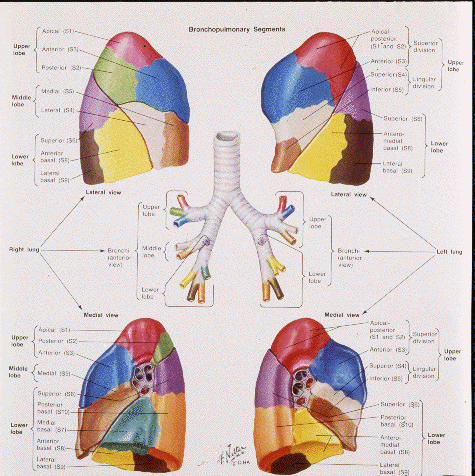 Bronchopulmonary Segments
Apical (S1)
Upper
lobe
Anterior (S3)
Posterior (S2)
Middle
lobe
Medial (S5)
Lateral (S4)
Superior (S6)
Lower
lobe
Anterior
basal (S8)
Lateral
basal (S9)
Lateral view
Apical-
posterior
(S1 and S2)
Superior
division
Anterior (S3)
Upper
lobe
Superior (S4)
Inferior (S5)
Lingular
division
Superior (S6)
Antero-
medial
basal (S8)
Lower
lobe
Lateral
basal (S9)
Lateral view
Upper
lobe
Middle
lobe
Lower
lobe
Bronchi
(anterior
view)
Right lung
Upper
lobe
Lower
lobe
Bronchi
(anterior
view)
Left lung
Medial view
Apical (S1)
Upper
lobe
Posterior (S2)
Anterior (S3)
Middle
lobe
Medial (S5)
Superior (S6)
Posterior
basal (S10)
Lower
lobe
Medial
basal (S7)
Anterior
basal (S8)
Lateral
basal (S9)
Medial view
Apical-
posterior
(S1 and S2)
Superior
division
Anterior (S3)
Upper
lobe
Superior (S4)
Inferior (S5)
Lingular
division
Superior (S6)
Posterior
basal (S10)
Antero-
medial
basal (S8)
Lower
lobe
Lateral
basal (S9)